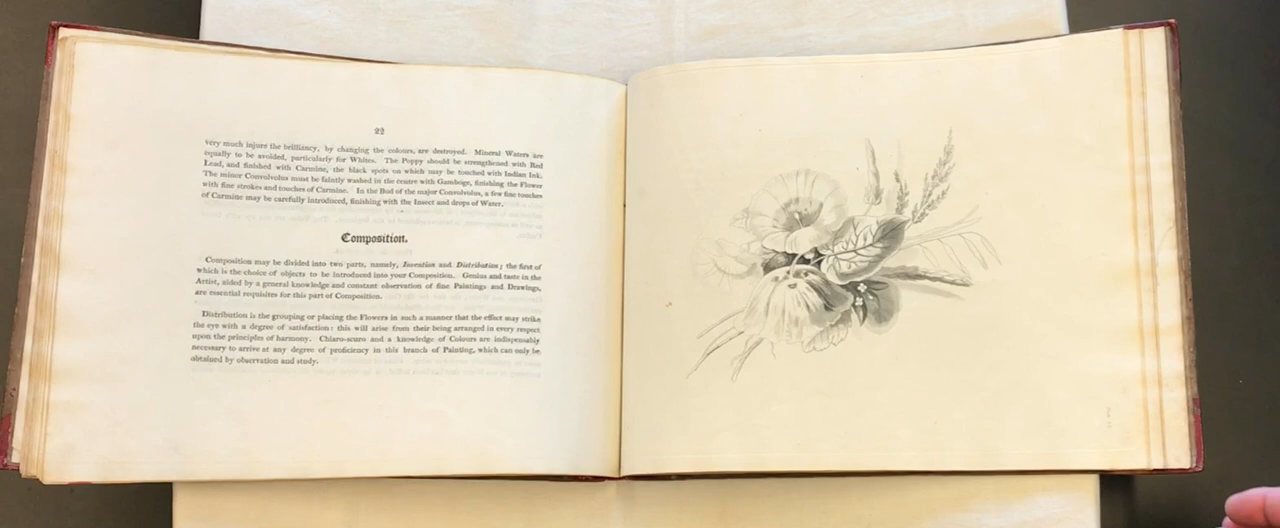 22
very much injure the brilliancy, by changing the colours, are destroyed. Mineral Waters are
equally to be avoided, particularly for Whites. The Poppy should be strengthened with Red
Lead, and finished with Carmine, the black spots on which may be touched with Indian Ink.
The minor Convolvulus must be faintly washed in the centre with Gamboge, finishing the Flower
with fine strokes and touches of Carmine. In the Bud of the major Convolvulus, a few fine touches
of Carmine may be carefully introduced, finishing with the Insect and drops of Water.
Composition.
Composition may be divided into two parts, namely, Invention and Distribution; the first of
which is the choice of objects to be introduced into your Composition. Genius and taste in the
Artist, aided by a general knowledge and constant observation of fine Paintings and Drawings,
are essential requisites for this part of Composition.
Distribution is the grouping or placing the Flowers in such a manner that the effect may strike
the eye with a degree of satisfaction: this will arise from their being arranged in every respect
upon the principles of harmony. Chiaro-scuro and a knowledge of Colours are indispensably
necessary to arrive at any degree of proficiency in this branch of Painting, which can only be
obtained by observation and study.